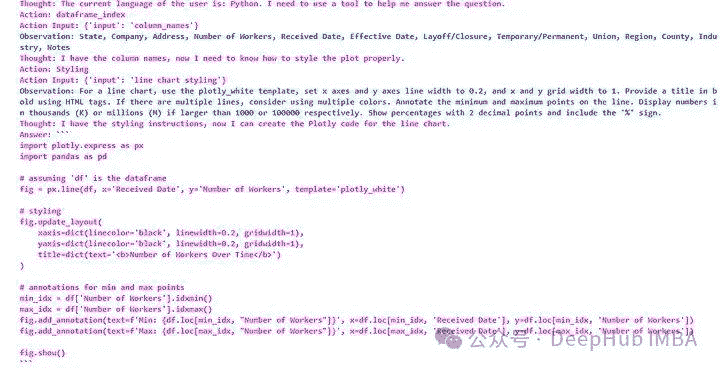 Thought: The current language of the user is: Python. I need to use a tool to help me answer the question.
Action: dataframe_index
Action Input: {'input': 'column_names'}
Observation: State, Company, Address, Number of Workers, Received Date, Effective Date, Layoff/Closure, Temporary/Permanent, Union, Region, County, Indu
stry, Notes
Thought: I have the column names, now I need to know how to style the plot properly.
Action: Styling
Action Input: {'input': 'line chart styling'}
Observation: For a line chart, use the plotly_white template, set x axes and y axes line width to 0.2, and x and y grid width to 1. Provide a title in b
old using HTML tags. If there are multiple lines, consider using multiple colors. Annotate the minimum and maximum points on the line. Display numbers i
n thousands (K) or millions (M) if larger than 1000 or 100000 respectively. Show percentages with 2 decimal points and include the '%' sign.
Thought: I have the styling instructions, now I can create the Plotly code for the line chart.
Answer: ```
import plotly.express as px
import pandas as pd
# assuming 'df' is the dataframe
fig = px.line(df, x='Received Date', y='Number of Workers', template='plotly_white')
# styling
fig.update_layout(
xaxis=dict(linecolor='black', linewidth=0.2, gridwidth=1),
yaxis=dict(linecolor='black', linewidth=0.2, gridwidth=1),
title=dict(text='<b>Number of Workers Over Time</b>')
)
# annotations for min and max points
min_idx = df['Number of Workers'].idxmin()
max_idx = df['Number of Workers'].idxmax()
fig.add_annotation(text=f'Min: {df.loc[min_idx, "Number of Workers"]}', x=df.loc[min_idx, 'Received Date'], y=df.loc[min_idx, 'Number of Workers'])
fig.add_annotation(text=f'Max: {df.loc[max_idx, "Number of Workers"]}', x=df.loc[max_idx, 'Received Date'], y=df.loc[max_idx, 'Number of Workers'])
公众号 · DeepHub IMBA
fig.show()
```